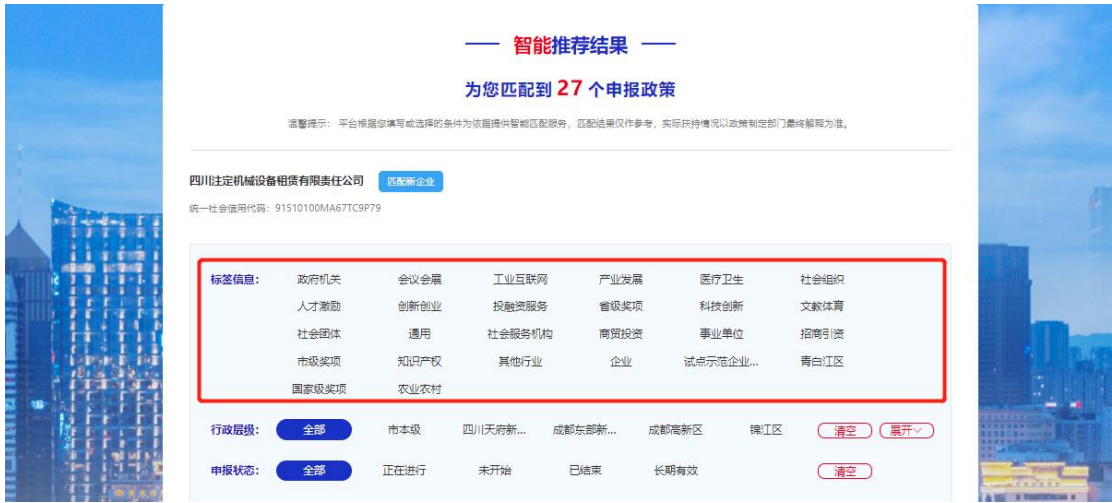 智能推荐结果
为您匹配到 27 个申报政策
温馨提示： 平台根据您填写或选择的条件为依据提供智能匹配服务，匹配结果仅作参考，实际扶持情况以政策制定部门最终解释为准。
四川注定机械设备租赁有限责任公司 匹配新企业
统一社会信用代码：91510100MA67TC9P79
标签信息： 政府机关 会议会展 工业互联网 产业发展 医疗卫生 社会组织
人才激励 创新创业 投融资服务 省级奖项 科技创新 文教体育
社会团体 通用 社会服务机构 商贸投资 事业单位 招商引资
市级奖项 知识产权 其他行业 企业 试点示范企业... 青白江区
国家级奖项 农业农村
行政层级： 全部 市本级 四川天府新... 成都东部新... 成都高新区 锦江区 清空 展开
申报状态： 全部 正在进行 未开始 已结束 长期有效 清空